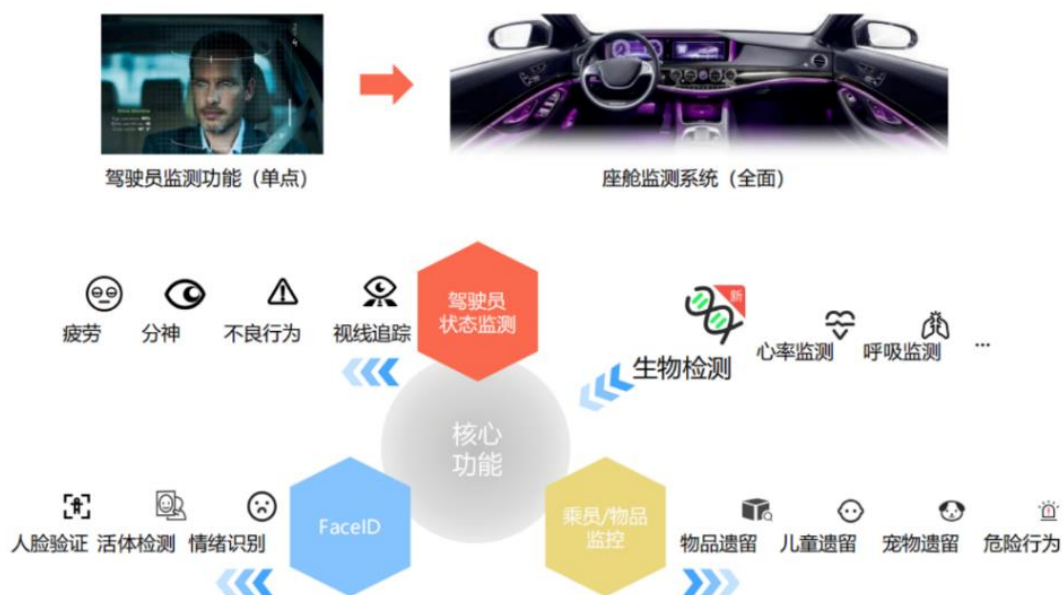 驾驶员监测功能（单点）
座舱监测系统（全面）
驾驶员
状态监测
疲劳
分神
不良行为
视线追踪
新
生物检测
心率监测
呼吸监测
...
核心
功能
FaceID
人脸验证
活体检测
情绪识别
乘员/物品
监控
物品遗留
儿童遗留
宠物遗留
危险行为